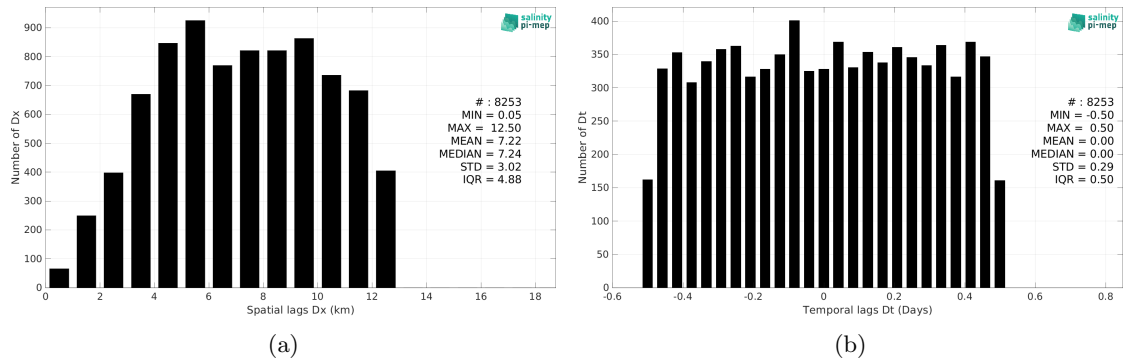 900
800
700
600
500
400
300
200
100
0
Number of Dx
0 2 4 6 8 10 12 14 16 18
Spatial lags Dx (km)
salinity
pi-mep
# : 8253
MIN = 0.05
MAX = 12.50
MEAN = 7.22
MEDIAN = 7.24
STD = 3.02
IQR = 4.88
(a)
400
350
300
250
200
150
100
50
0
Number of Dt
-0.6 -0.4 -0.2 0 0.2 0.4 0.6 0.8
Temporal lags Dt (Days)
salinity
pi-mep
# : 8253
MIN = -0.50
MAX = 0.50
MEAN = 0.00
MEDIAN = 0.00
STD = 0.29
IQR = 0.50
(b)